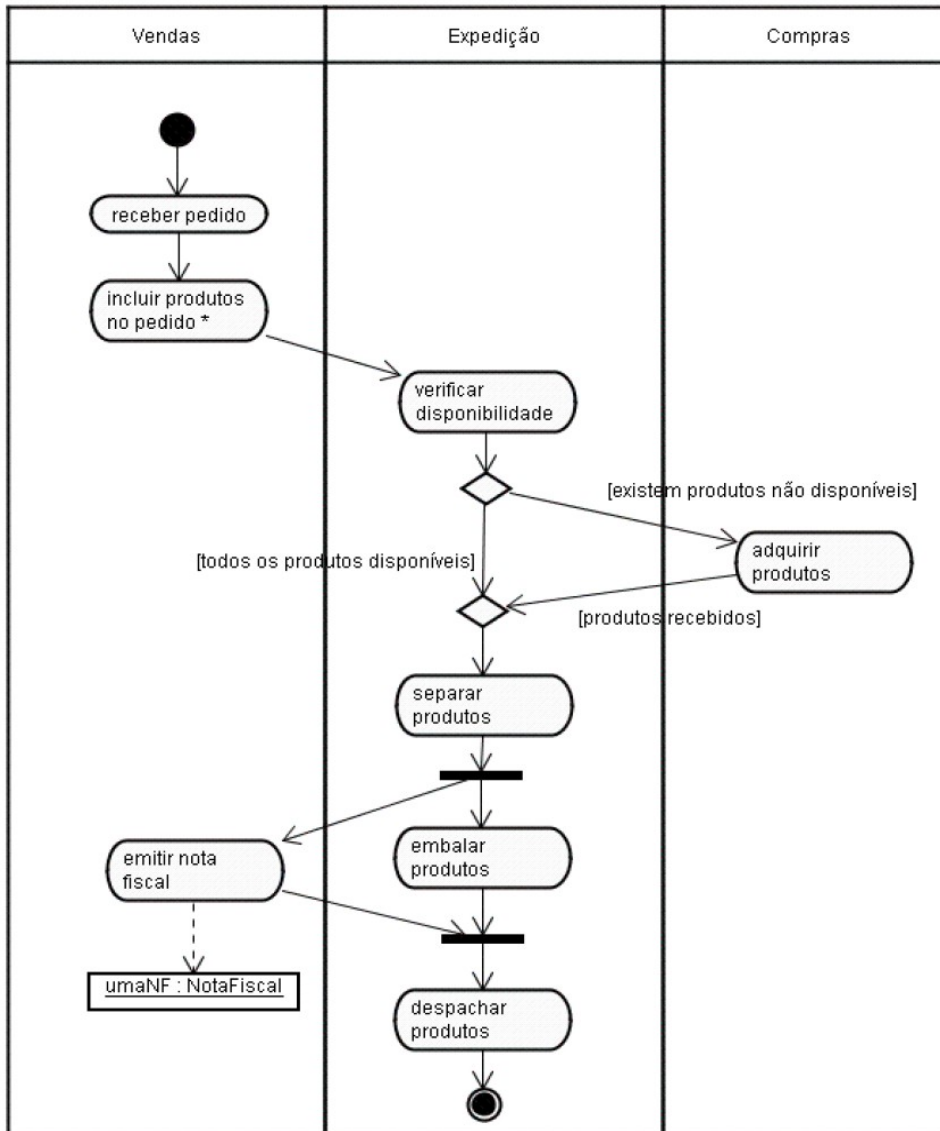 Vendas
Expedição
Compras
receber pedido
incluir produtos
no pedido *
verificar
disponibilidade
[existem produtos não disponíveis]
[todos os produtos disponíveis]
adquirir
produtos
[produtos recebidos]
separar
produtos
emitir nota
fiscal
embalar
produtos
umaNF : NotaFiscal
despachar
produtos